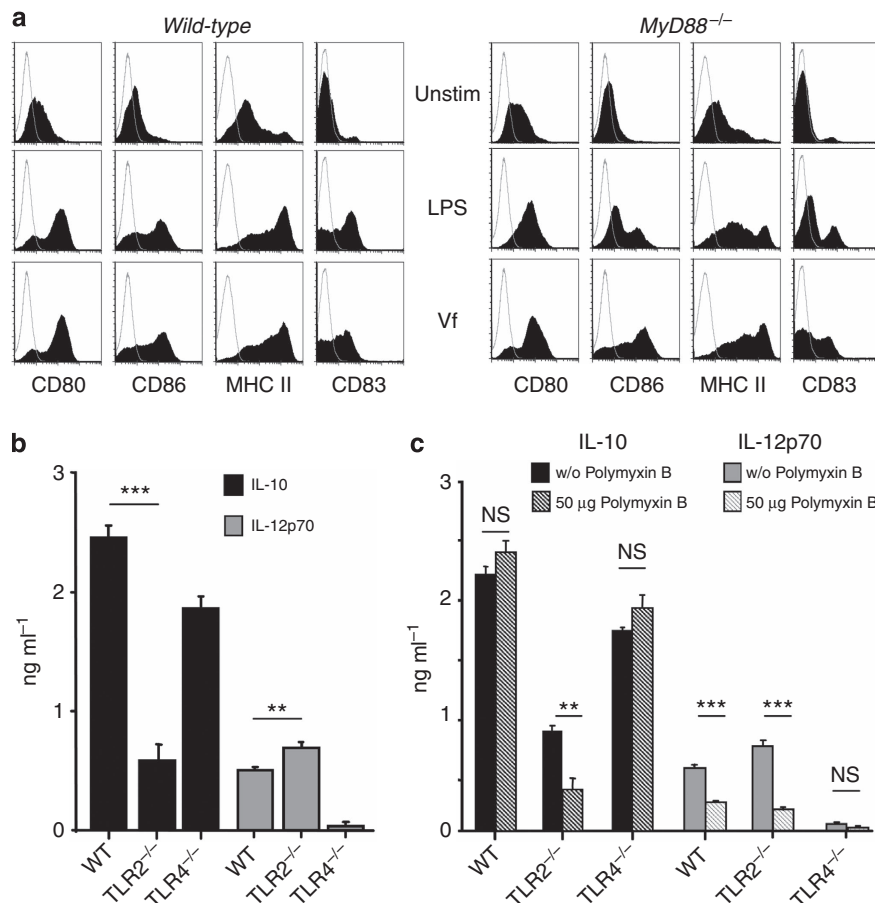 a
Wild-type
MyD88−/−
Unstim
LPS
Vf
CD80 CD86 MHC II CD83
CD80 CD86 MHC II CD83
b
3
2
1
0
ng ml−1
***
**
IL-10
IL-12p70
WT
TLR2−/−
TLR4−/−
WT
TLR2−/−
TLR4−/−
c
IL-10 IL-12p70
w/o Polymyxin B w/o Polymyxin B
50 µg Polymyxin B 50 µg Polymyxin B
3
2
1
0
ng ml−1
NS
**
NS
***
***
NS
WT
TLR2−/−
TLR4−/−
WT
TLR2−/−
TLR4−/−